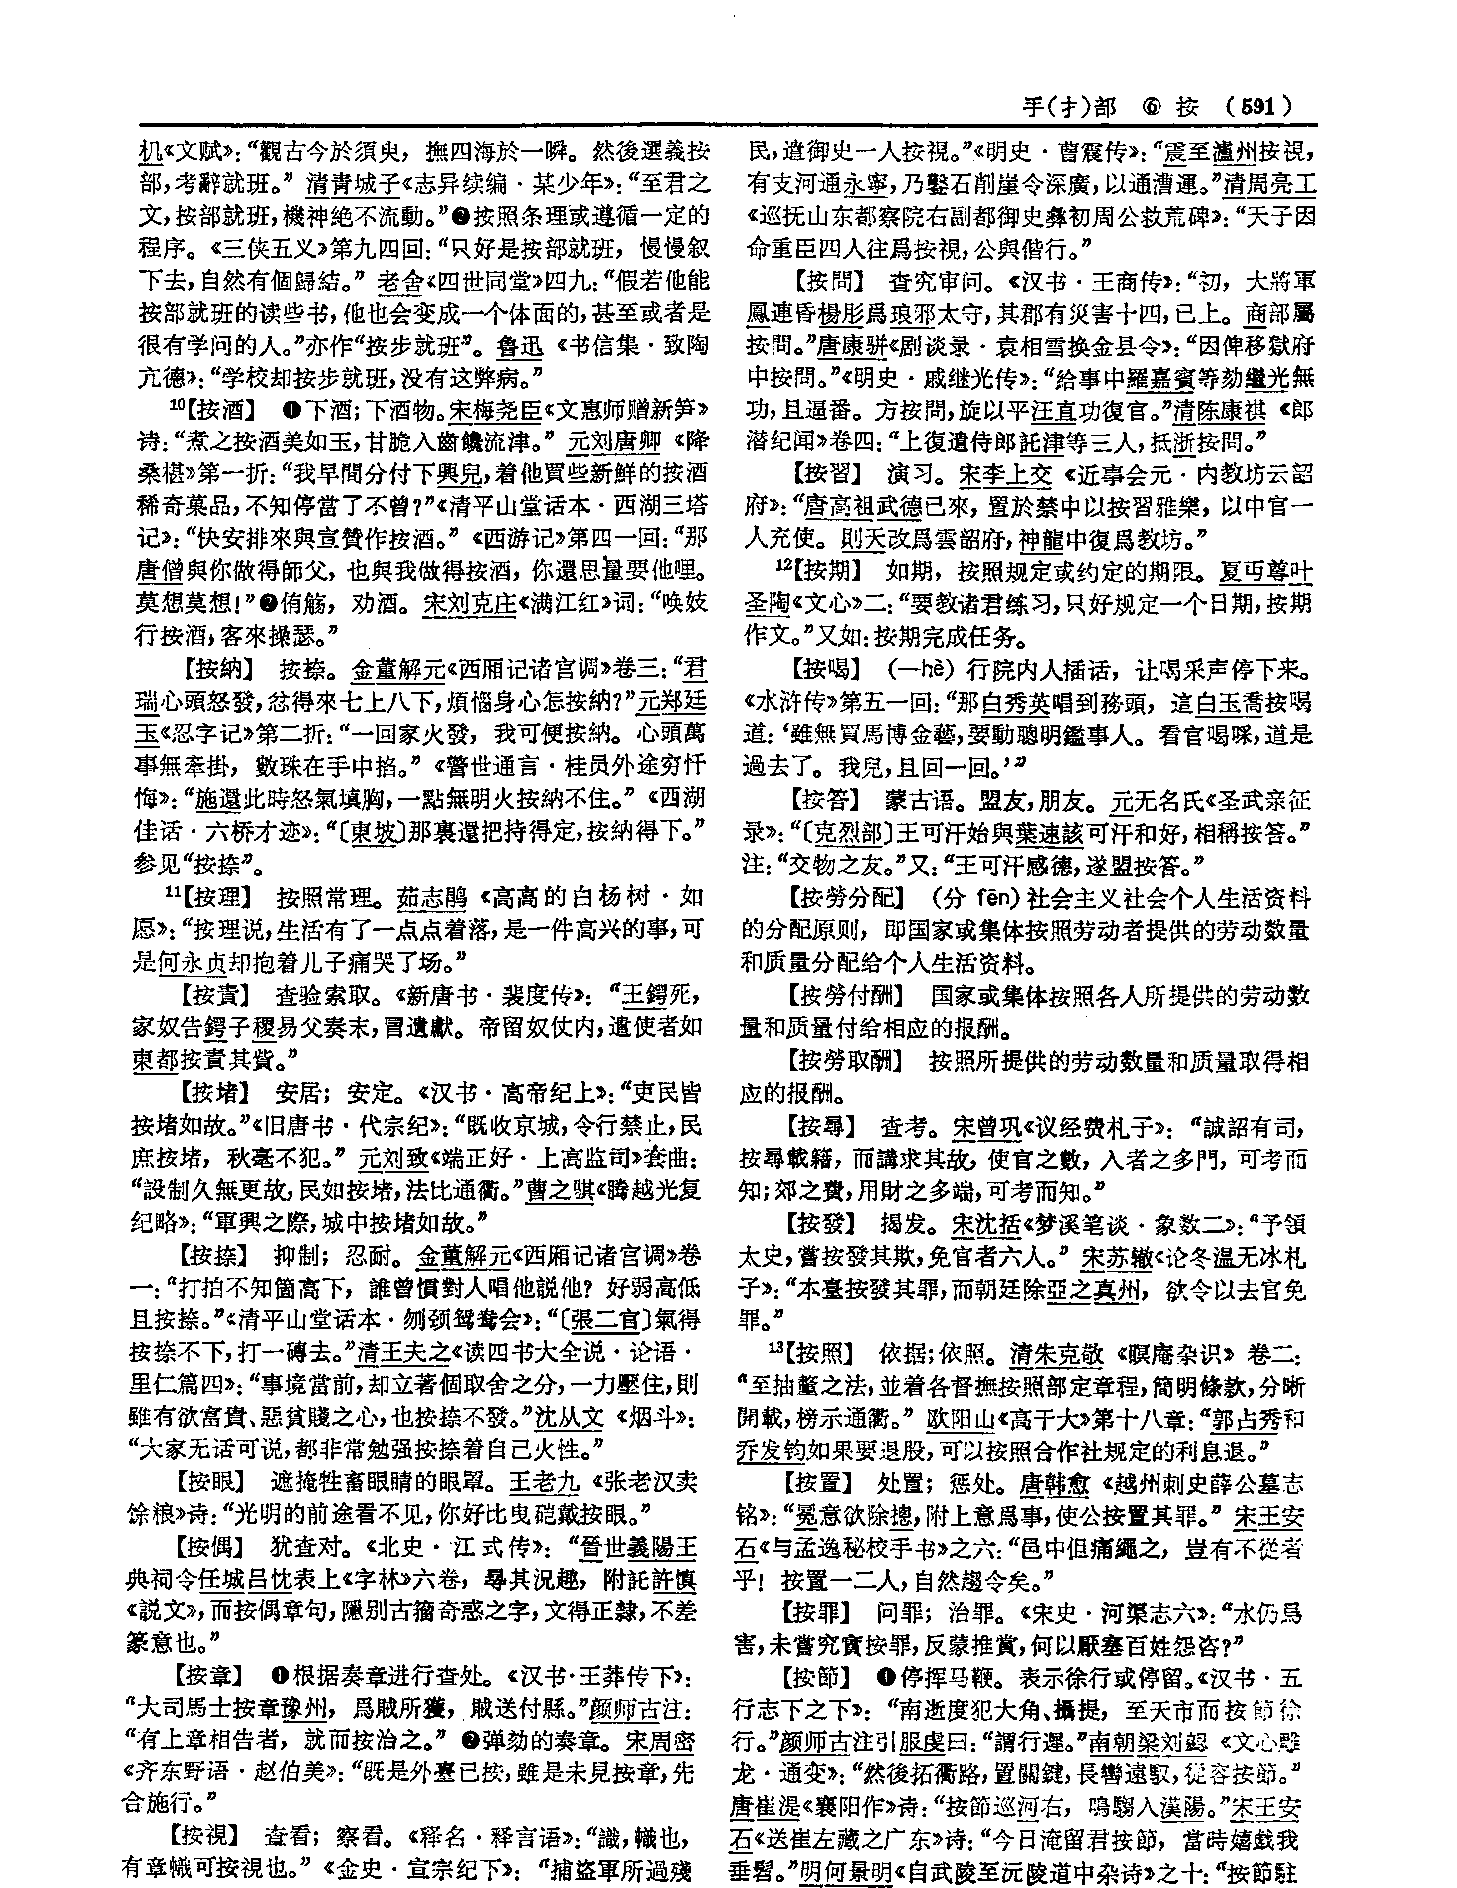 手(扌)部 ⑥ 按 （591）
机《文赋》：“觀古今於須臾，撫四海於一瞬。然後選義按
部，考辭就班。”清青城子《志异续编·某少年》：“至君之
文，按部就班，機神絶不流動。”❷按照条理或遵循一定的
程序。《三侠五义》第九四回：“只好是按部就班，慢慢叙
下去，自然有個歸結。”老舍《四世同堂》四九：“假若他能
按部就班的读些书，他也会变成一个体面的，甚至或者是
很有学问的人。”亦作“按步就班”。鲁迅《书信集·致陶
亢德》：“学校却按步就班，没有这弊病。”
10【按酒】 ❶下酒；下酒物。宋梅尧臣《文惠师赠新笋》
诗：“煮之按酒美如玉，甘脆入齒饞流津。”元刘唐卿《降
桑椹》第一折：“我早間分付下興兒，着他買些新鮮的按酒
稀奇菓品，不知停當了不曾？”《清平山堂话本·西湖三塔
记》：“快安排來與宣贊作按酒。”《西游记》第四一回：“那
唐僧與你做得師父，也與我做得按酒，你還思量要他哩。
莫想莫想！”❷侑觞，劝酒。宋刘克庄《满江红》词：“唤妓
行按酒，客來操瑟。”
【按納】 按捺。金董解元《西厢记诸宫调》卷三：“君
瑞心頭怒發，忿得來七上八下，煩惱身心怎按納？”元郑廷
玉《忍字记》第二折：“一回家火發，我可便按納。心頭萬
事無牽掛，數珠在手中掐。”《警世通言·桂员外途穷忏
悔》：“施還此時怒氣填胸，一點無明火按納不住。”《西湖
佳话·六桥才迹》：“〔東坡〕那裏還把持得定，按納得下。”
参见“按捺”。
11【按理】 按照常理。茹志鹃《高高的白杨树·如
愿》：“按理说，生活有了一点点着落，是一件高兴的事，可
是何永贞却抱着儿子痛哭了场。”
【按責】 查验索取。《新唐书·裴度传》：“王鍔死，
家奴告鍔子稷易父奏末，冒遺獻。帝留奴仗内，遣使者如
東都按責其貲。”
【按堵】 安居；安定。《汉书·高帝纪上》：“吏民皆
按堵如故。”《旧唐书·代宗纪》：“既收京城，令行禁止，民
庶按堵，秋毫不犯。”元刘致《端正好·上高监司》套曲：
“設制久無更故，民如按堵，法比通衢。”曹之骐《腾越光复
纪略》：“軍興之際，城中按堵如故。”
【按捺】 抑制；忍耐。金董解元《西厢记诸宫调》卷
一：“打拍不知箇高下，誰曾慣對人唱他説他？好弱高低
且按捺。”《清平山堂话本·刎颈鸳鸯会》：“〔張二官〕氣得
按捺不下，打一磚去。”清王夫之《读四书大全说·论语·
里仁篇四》：“事境當前，却立著個取舍之分，一力壓住，則
雖有欲富貴、惡貧賤之心，也按捺不發。”沈从文《烟斗》：
“大家无话可说，都非常勉强按捺着自己火性。”
【按眼】 遮掩牲畜眼睛的眼罩。王老九《张老汉卖
馀粮》诗：“光明的前途看不见，你好比曳硙戴按眼。”
【按偶】 犹查对。《北史·江式传》：“晉世義陽王
典祠令任城吕忱表上《字林》六卷，尋其況趣，附託許慎
《説文》，而按偶章句，隱别古籀奇惑之字，文得正隸，不差
篆意也。”
【按章】 ❶根据奏章进行查处。《汉书·王莽传下》：
“大司馬士按章豫州，爲賊所獲，賊送付縣。”颜师古注：
“有上章相告者，就而按治之。”❷弹劾的奏章。宋周密
《齐东野语·赵伯美》：“既是外臺已按，雖是未見按章，先
合施行。”
【按視】 查看；察看。《释名·释言语》：“識，幟也，
有章幟可按視也。”《金史·宣宗纪下》：“捕盜軍所過殘
民，遣御史一人按視。”《明史·曹震传》：“震至瀘州按視，
有支河通永寧，乃鑿石削崖令深廣，以通漕運。”清周亮工
《巡抚山东都察院右副都御史彝初周公救荒碑》：“天子因
命重臣四人往爲按視，公與偕行。”
【按問】 查究审问。《汉书·王商传》：“初，大將軍
鳳連昏楊肜爲琅邪太守，其郡有災害十四，已上。商部屬
按問。”唐康骈《剧谈录·袁相雪换金县令》：“因俾移獄府
中按問。”《明史·戚继光传》：“給事中羅嘉賓等劾繼光無
功，且通番。方按問，旋以平汪直功復官。”清陈康祺《郎
潜纪闻》卷四：“上復遣侍郎託津等三人，抵浙按問。”
【按習】 演习。宋李上交《近事会元·内教坊云韶
府》：“唐高祖武德已來，置於禁中以按習雅樂，以中官一
人充使。則天改爲雲韶府，神龍中復爲教坊。”
12【按期】 如期，按照规定或约定的期限。夏丏尊叶
圣陶《文心》二：“要教诸君练习，只好规定一个日期，按期
作文。”又如：按期完成任务。
【按喝】 （—hè）行院内人插话，让喝采声停下来。
《水浒传》第五一回：“那白秀英唱到務頭，這白玉喬按喝
道：‘雖無買馬博金藝，要動聰明鑑事人。看官喝咪，道是
過去了。我兒，且回一回。’”
【按答】 蒙古语。盟友，朋友。元无名氏《圣武亲征
录》：“〔克烈部〕王可汗始與葉速該可汗和好，相稱按答。”
注：“交物之友。”又：“王可汗感德，遂盟按答。”
【按勞分配】 （分 fēn）社会主义社会个人生活资料
的分配原则，即国家或集体按照劳动者提供的劳动数量
和质量分配给个人生活资料。
【按勞付酬】 国家或集体按照各人所提供的劳动数
量和质量付给相应的报酬。
【按勞取酬】 按照所提供的劳动数量和质量取得相
应的报酬。
【按尋】 查考。宋曾巩《议经费札子》：“誠詔有司，
按尋載籍，而講求其故，使官之數，入者之多門，可考而
知；郊之費，用財之多端，可考而知。”
【按發】 揭发。宋沈括《梦溪笔谈·象数二》：“予領
太史，嘗按發其欺，免官者六人。”宋苏辙《论冬温无冰札
子》：“本臺按發其罪，而朝廷除亞之真州，欲令以去官免
罪。”
13【按照】 依据；依照。清朱克敬《瞑庵杂识》卷二：
“至抽釐之法，並着各督撫按照部定章程，簡明條款，分晰
開載，榜示通衢。”欧阳山《高干大》第十八章：“郭占秀和
乔发钧如果要退股，可以按照合作社规定的利息退。”
【按置】 处置；惩处。唐韩愈《越州刺史薛公墓志
铭》：“冕意欲除摠，附上意爲事，使公按置其罪。”宋王安
石《与孟逸秘校手书》之六：“邑中但痛繩之，豈有不從者
乎！按置一二人，自然趨令矣。”
【按罪】 问罪；治罪。《宋史·河渠志六》：“水仍爲
害，未嘗究實按罪，反蒙推賞，何以厭塞百姓怨咨？”
【按節】 ❶停挥马鞭。表示徐行或停留。《汉书·五
行志下之下》：“南逝度犯大角、攝提，至天市而按節徐
行。”颜师古注引服虔曰：“謂行遲。”南朝梁刘勰《文心雕
龙·通变》：“然後拓衢路，置關鍵，長轡遠馭，從容按節。”
唐崔湜《襄阳作》诗：“按節巡河右，鳴騶入漢陽。”宋王安
石《送崔左藏之广东》诗：“今日淹留君按節，當時嬉戲我
垂髫。”明何景明《自武陵至沅陵道中杂诗》之十：“按節駐